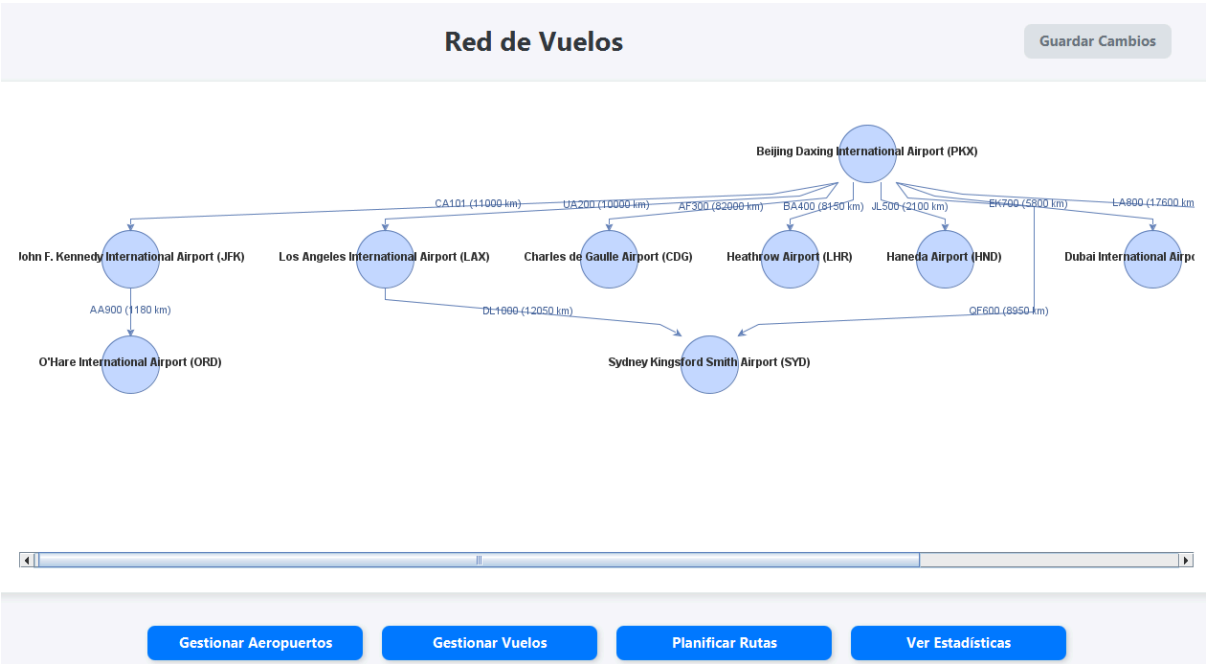 Red de Vuelos
Guardar Cambios
Beijing Daxing International Airport (PKX)
CA101 (11000 km)
UA200 (10000 km)
AF300 (82000 km)
BA400 (8150 km)
JL500 (2100 km)
EK700 (5800 km)
LA800 (17600 km
John F. Kennedy International Airport (JFK)
Los Angeles International Airport (LAX)
Charles de Gaulle Airport (CDG)
Heathrow Airport (LHR)
Haneda Airport (HND)
Dubai International Airpo
AA900 (1180 km)
DL1000 (12050 km)
QF600 (8950 km)
O'Hare International Airport (ORD)
Sydney Kingsford Smith Airport (SYD)
Gestionar Aeropuertos
Gestionar Vuelos
Planificar Rutas
Ver Estadísticas